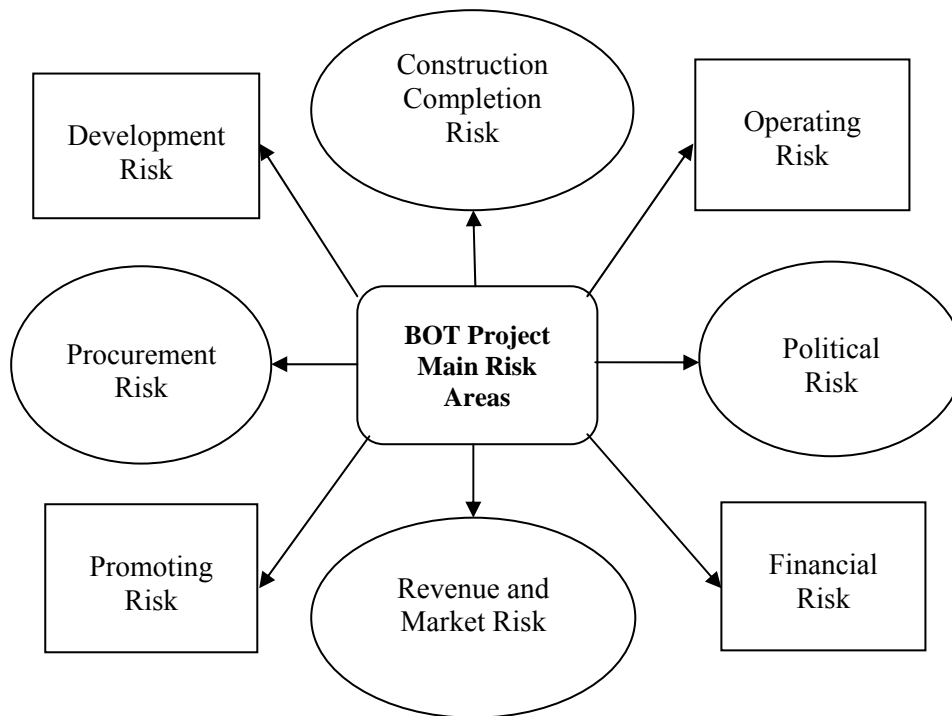 Construction
Completion
Risk
Development
Risk
Operating
Risk
Procurement
Risk
BOT Project
Main Risk
Areas
Political
Risk
Promoting
Risk
Revenue and
Market Risk
Financial
Risk